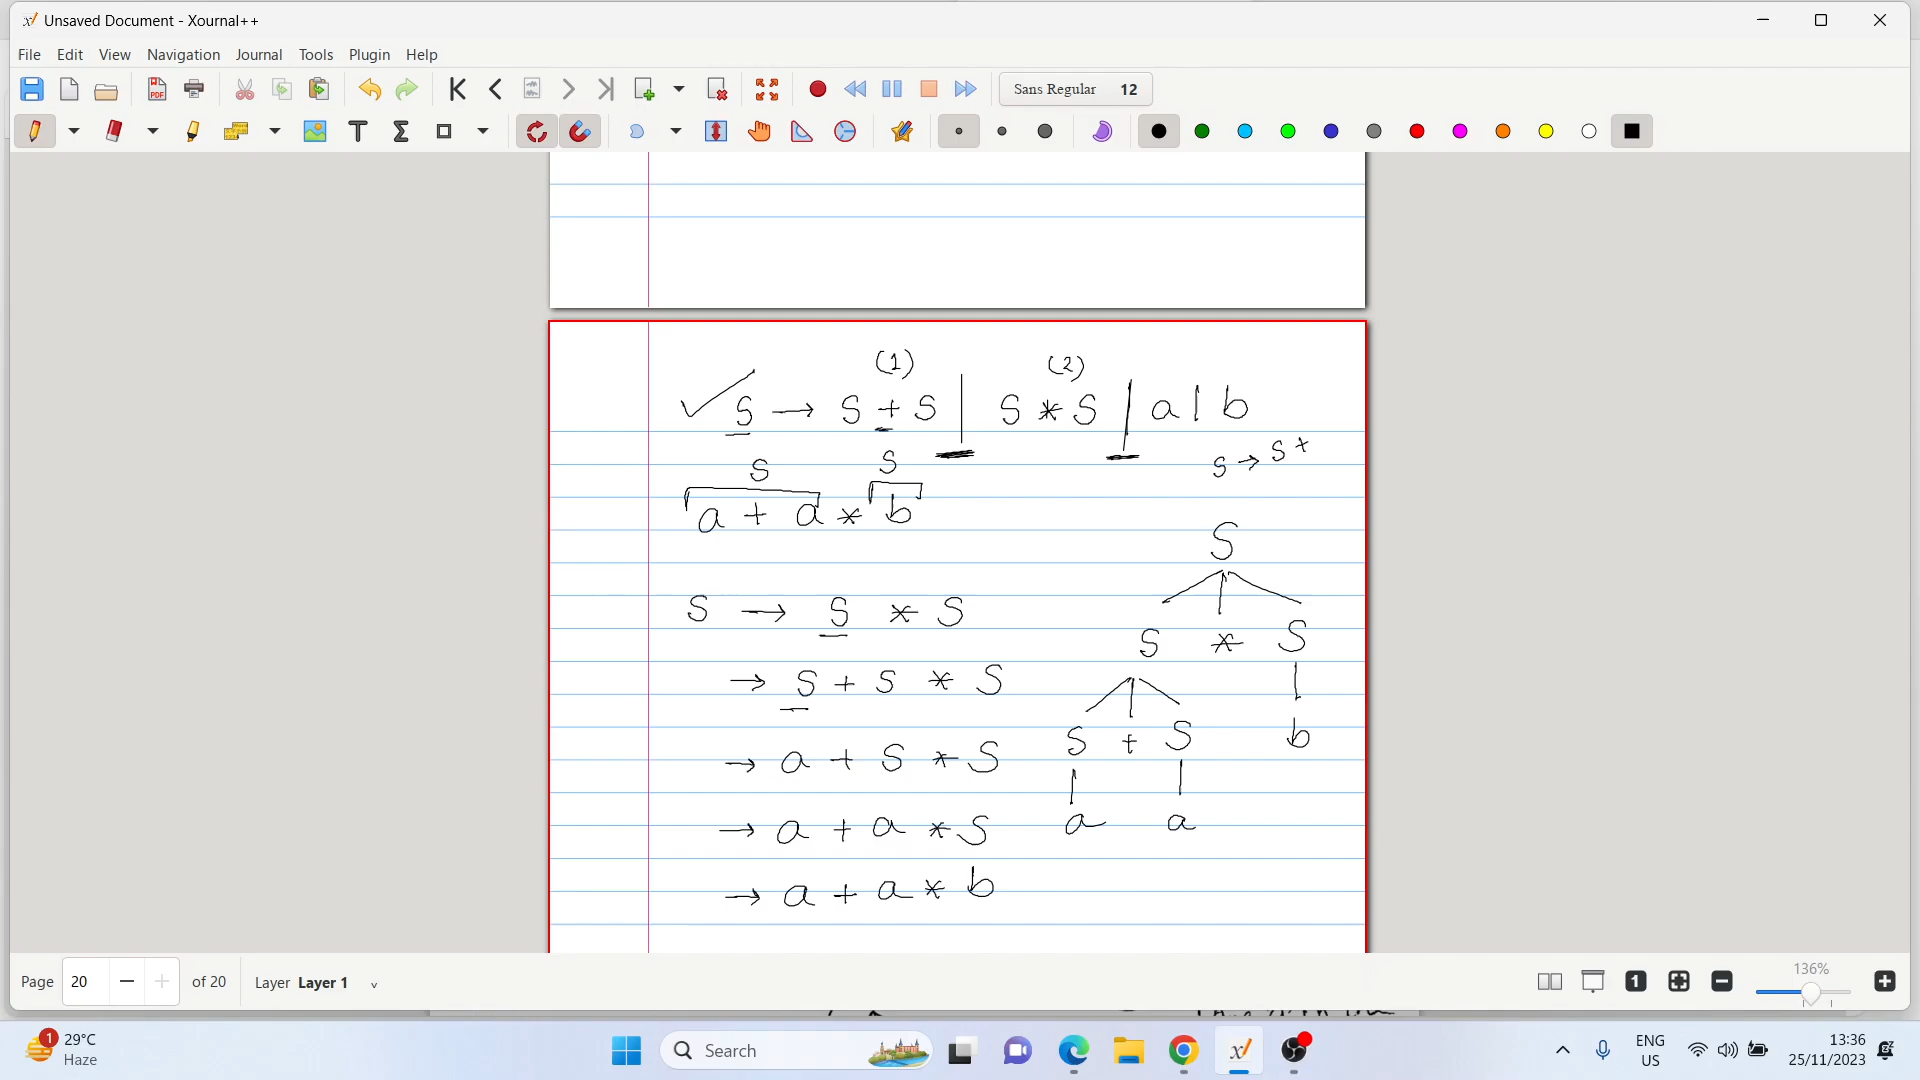 Unsaved Document - Xournal++
File Edit View Navigation Journal Tools Plugin Help
Sans Regular 12
(1) (2)
S → S + S | S * S | a | b
S → S +
S S
a + a * b
S
S → S * S
S * S
→ S + S * S
S + S b
→ a + S * S
→ a + a * S
a a
→ a + a * b
Page 20 of 20 Layer Layer 1
136%
1
29°C
Haze
Search
ENG
US
13:36
25/11/2023